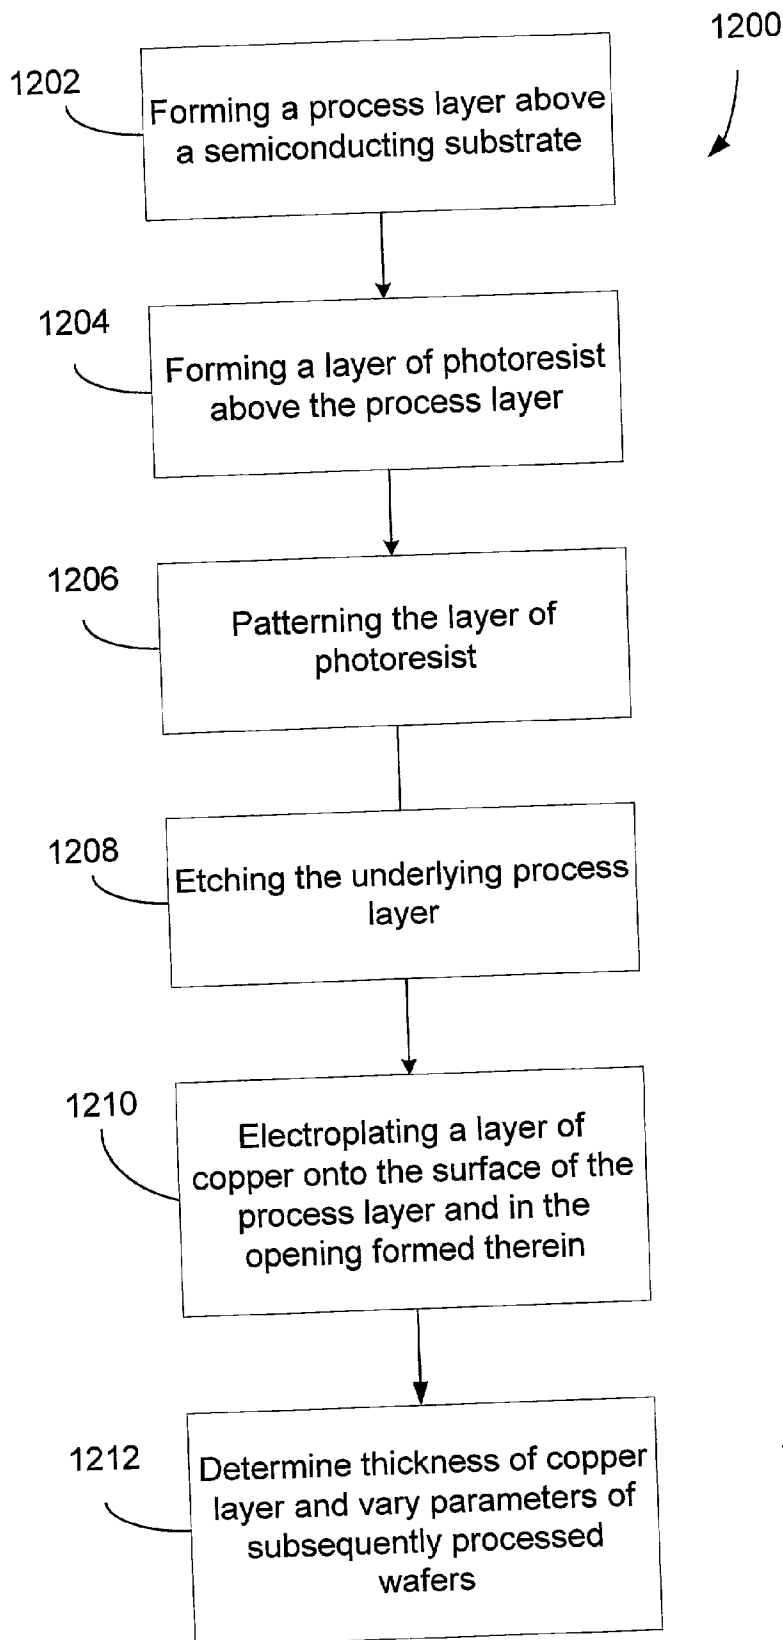 1200
1202
Forming a process layer above
a semiconducting substrate
1204
Forming a layer of photoresist
above the process layer
1206
Patterning the layer of
photoresist
1208
Etching the underlying process
layer
1210
Electroplating a layer of
copper onto the surface of the
process layer and in the
opening formed therein
1212
Determine thickness of copper
layer and vary parameters of
subsequently processed
wafers